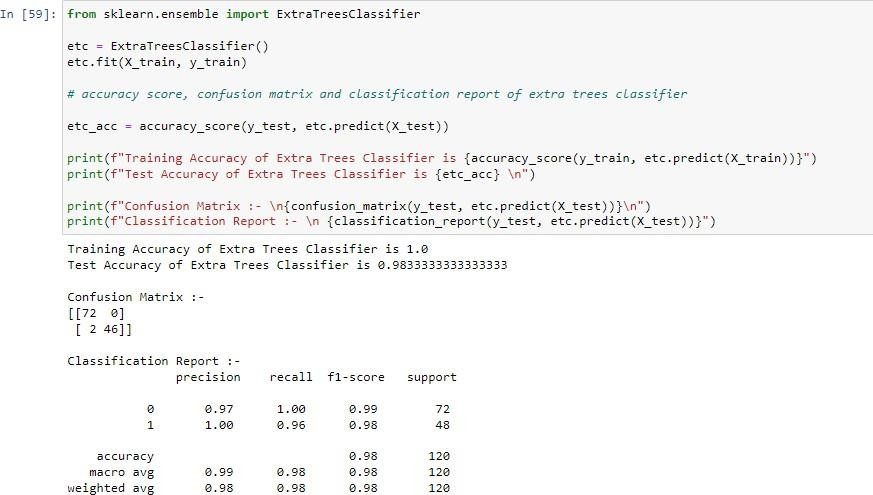 In [59]: from sklearn.ensemble import ExtraTreesClassifier
etc = ExtraTreesClassifier()
etc.fit(X_train, y_train)
# accuracy score, confusion matrix and classification report of extra trees classifier
etc_acc = accuracy_score(y_test, etc.predict(X_test))
print(f"Training Accuracy of Extra Trees Classifier is {accuracy_score(y_train, etc.predict(X_train))}")
print(f"Test Accuracy of Extra Trees Classifier is {etc_acc} \n")
print(f"Confusion Matrix :- \n{confusion_matrix(y_test, etc.predict(X_test))}\n")
print(f"Classification Report :- \n {classification_report(y_test, etc.predict(X_test))}")
Training Accuracy of Extra Trees Classifier is 1.0
Test Accuracy of Extra Trees Classifier is 0.9833333333333333
Confusion Matrix :-
[[72  0]
 [ 2 46]]
Classification Report :-
precision    recall  f1-score   support
0       0.97      1.00      0.99        72
1       1.00      0.96      0.98        48
accuracy                           0.98       120
macro avg       0.99      0.98      0.98       120
weighted avg       0.98      0.98      0.98       120